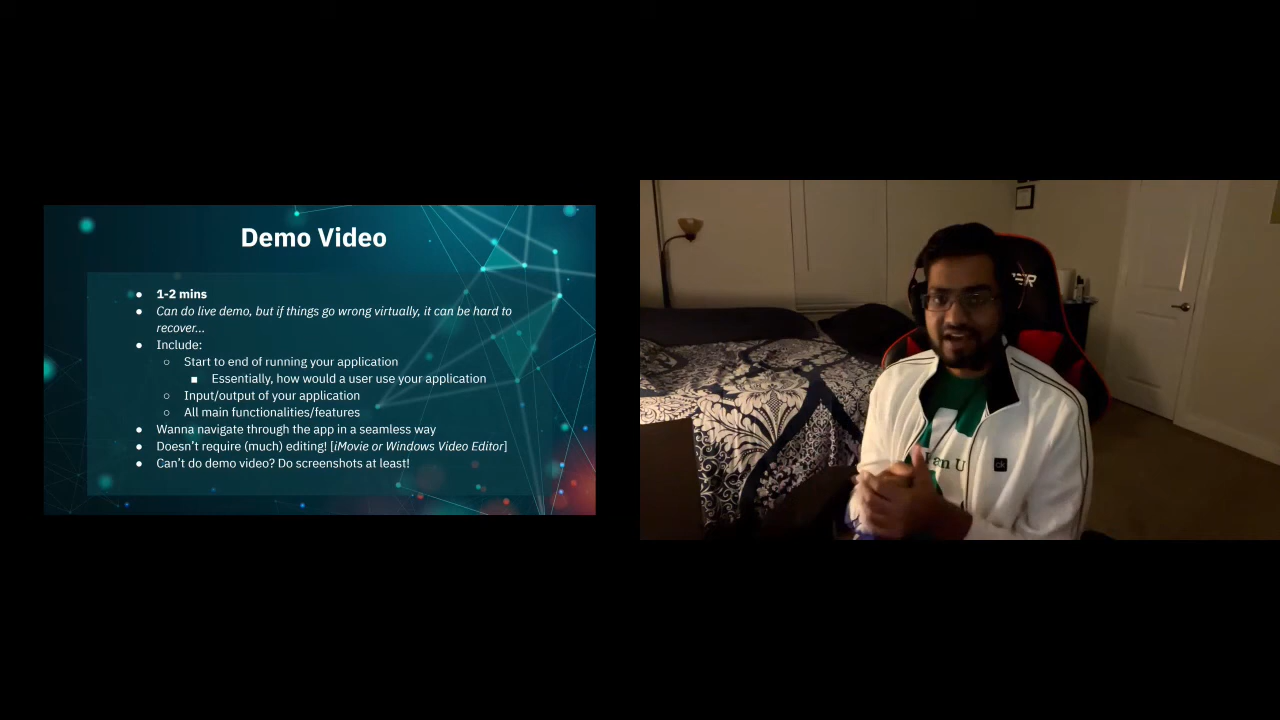 Demo Video
● 1-2 mins
● Can do live demo, but if things go wrong virtually, it can be hard to
recover...
● Include:
○ Start to end of running your application
■ Essentially, how would a user use your application
○ Input/output of your application
○ All main functionalities/features
● Wanna navigate through the app in a seamless way
● Doesn't require (much) editing! [iMovie or Windows Video Editor]
● Can't do demo video? Do screenshots at least!
ck